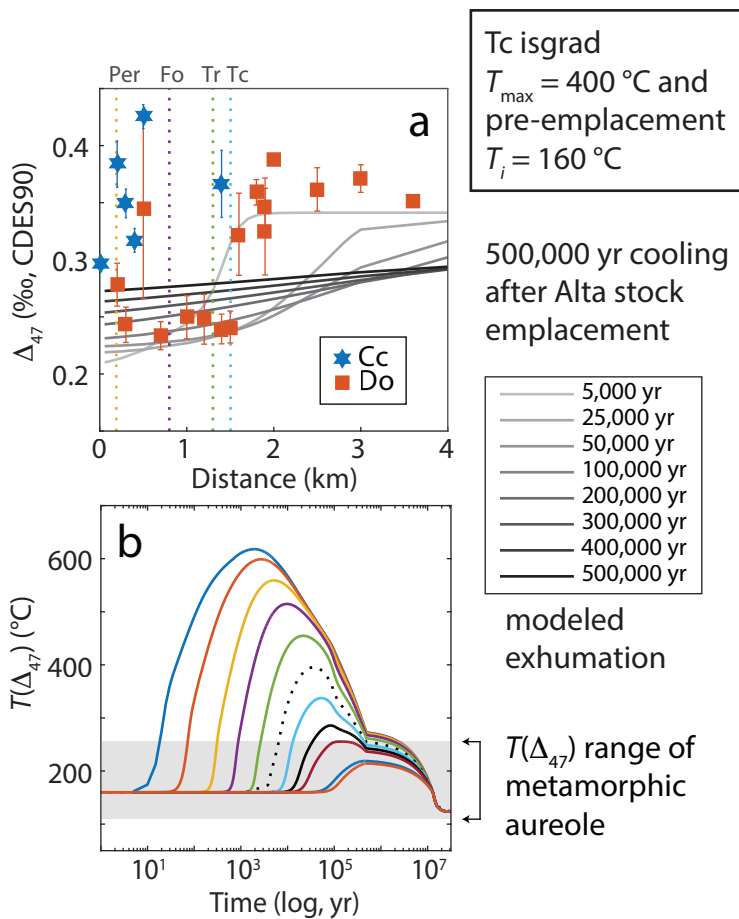 Per Fo Tr Tc
a
0.4
0.3
0.2
Δ47 (‰, CDES90)
Cc
Do
0 1 2 3 4
Distance (km)
Tc isgrad
Tmax = 400 °C and
pre-emplacement
Ti = 160 °C
500,000 yr cooling
after Alta stock
emplacement
5,000 yr
25,000 yr
50,000 yr
100,000 yr
200,000 yr
300,000 yr
400,000 yr
500,000 yr
modeled
exhumation
b
600
400
200
T(Δ47) (°C)
10¹ 10³ 10⁵ 10⁷
Time (log, yr)
T(Δ47) range of
metamorphic
aureole